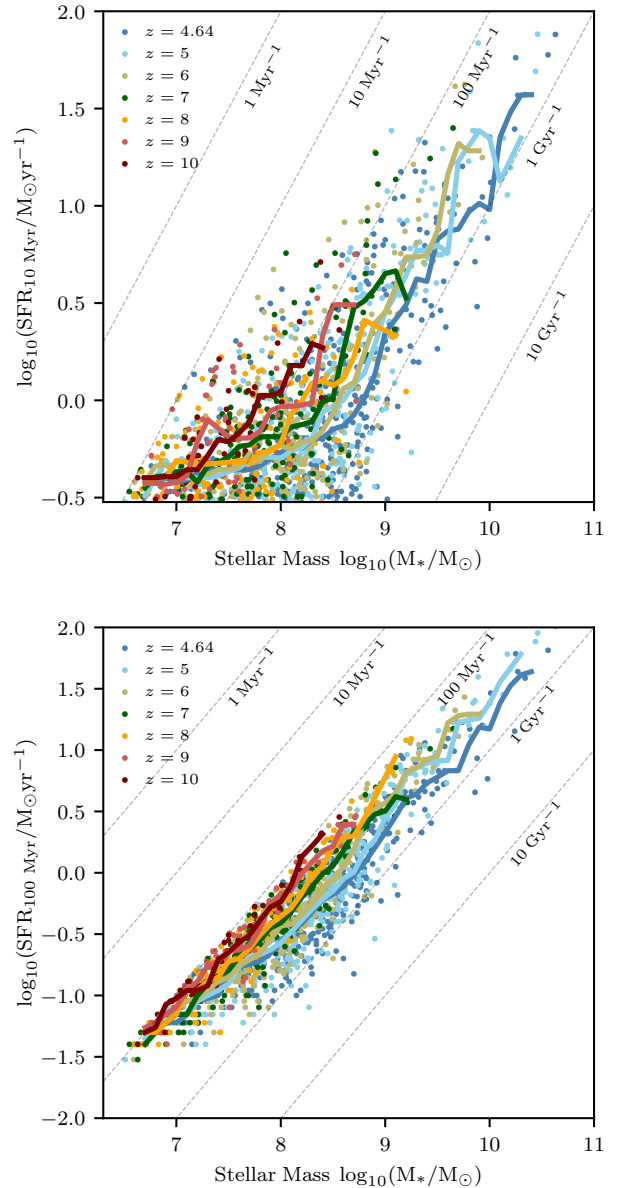 2.0
1.5
1.0
0.5
0.0
−0.5
log₁₀(SFR₁₀ Myr/M⊙yr⁻¹)
z = 4.64
z = 5
z = 6
z = 7
z = 8
z = 9
z = 10
1 Myr⁻¹
10 Myr⁻¹
100 Myr⁻¹
1 Gyr⁻¹
10 Gyr⁻¹
7 8 9 10 11
Stellar Mass log₁₀(M*/M⊙)
2.0
1.5
1.0
0.5
0.0
−0.5
−1.0
−1.5
−2.0
log₁₀(SFR₁₀₀ Myr/M⊙yr⁻¹)
z = 4.64
z = 5
z = 6
z = 7
z = 8
z = 9
z = 10
1 Myr⁻¹
10 Myr⁻¹
100 Myr⁻¹
1 Gyr⁻¹
10 Gyr⁻¹
7 8 9 10 11
Stellar Mass log₁₀(M*/M⊙)